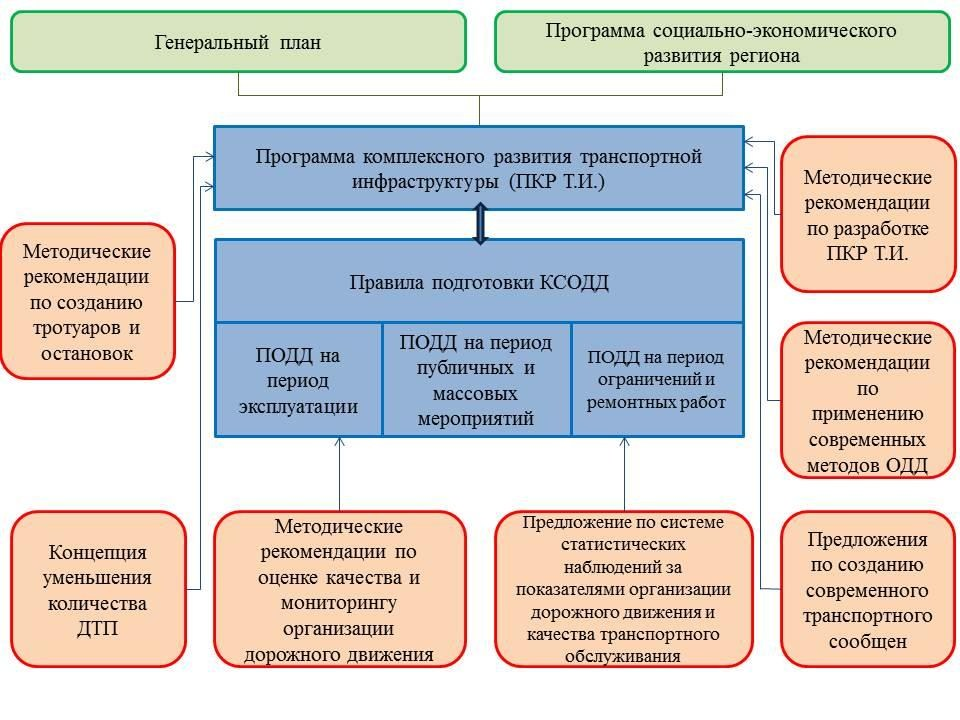 Генеральный план
Программа социально-экономического
развития региона
Программа комплексного развития транспортной
инфраструктуры (ПКР Т.И.)
Методические
рекомендации
по разработке
ПКР Т.И.
Методические
рекомендации
по созданию
тротуаров и
остановок
Правила подготовки КСОДД
ПОДД на
период
эксплуатации
ПОДД на период
публичных и
массовых
мероприятий
ПОДД на период
ограничений и
ремонтных работ
Методические
рекомендации
по
применению
современных
методов ОДД
Концепция
уменьшения
количества
ДТП
Методические
рекомендации по
оценке качества и
мониторингу
организации
дорожного движения
Предложение по системе
статистических
наблюдений за
показателями организации
дорожного движения и
качества транспортного
обслуживания
Предложения
по созданию
современного
транспортного
сообщен